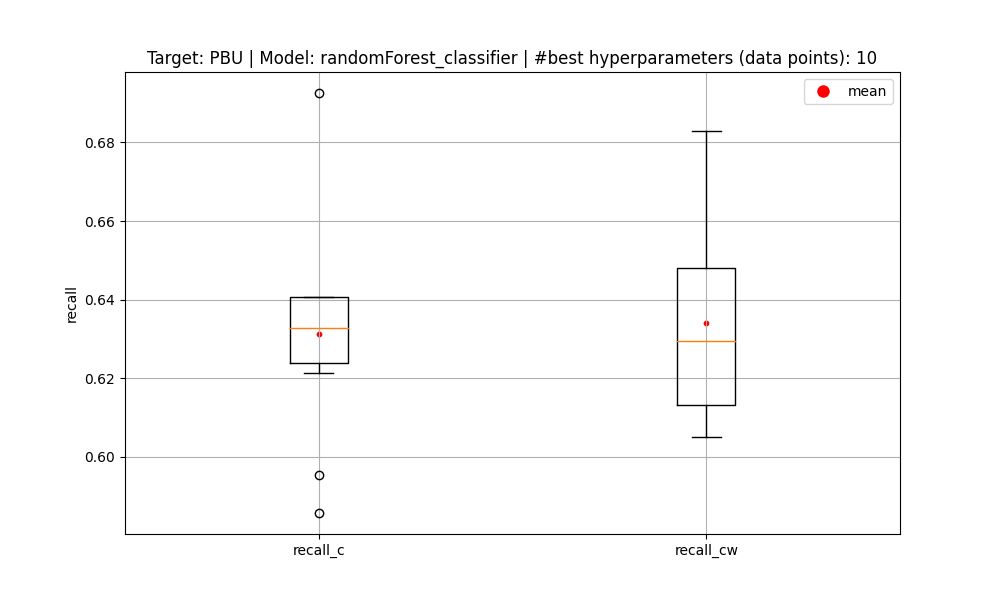 Target: PBU | Model: randomForest_classifier | #best hyperparameters (data points): 10
mean
0.68
0.66
0.64
0.62
0.60
recall
recall_c
recall_cw